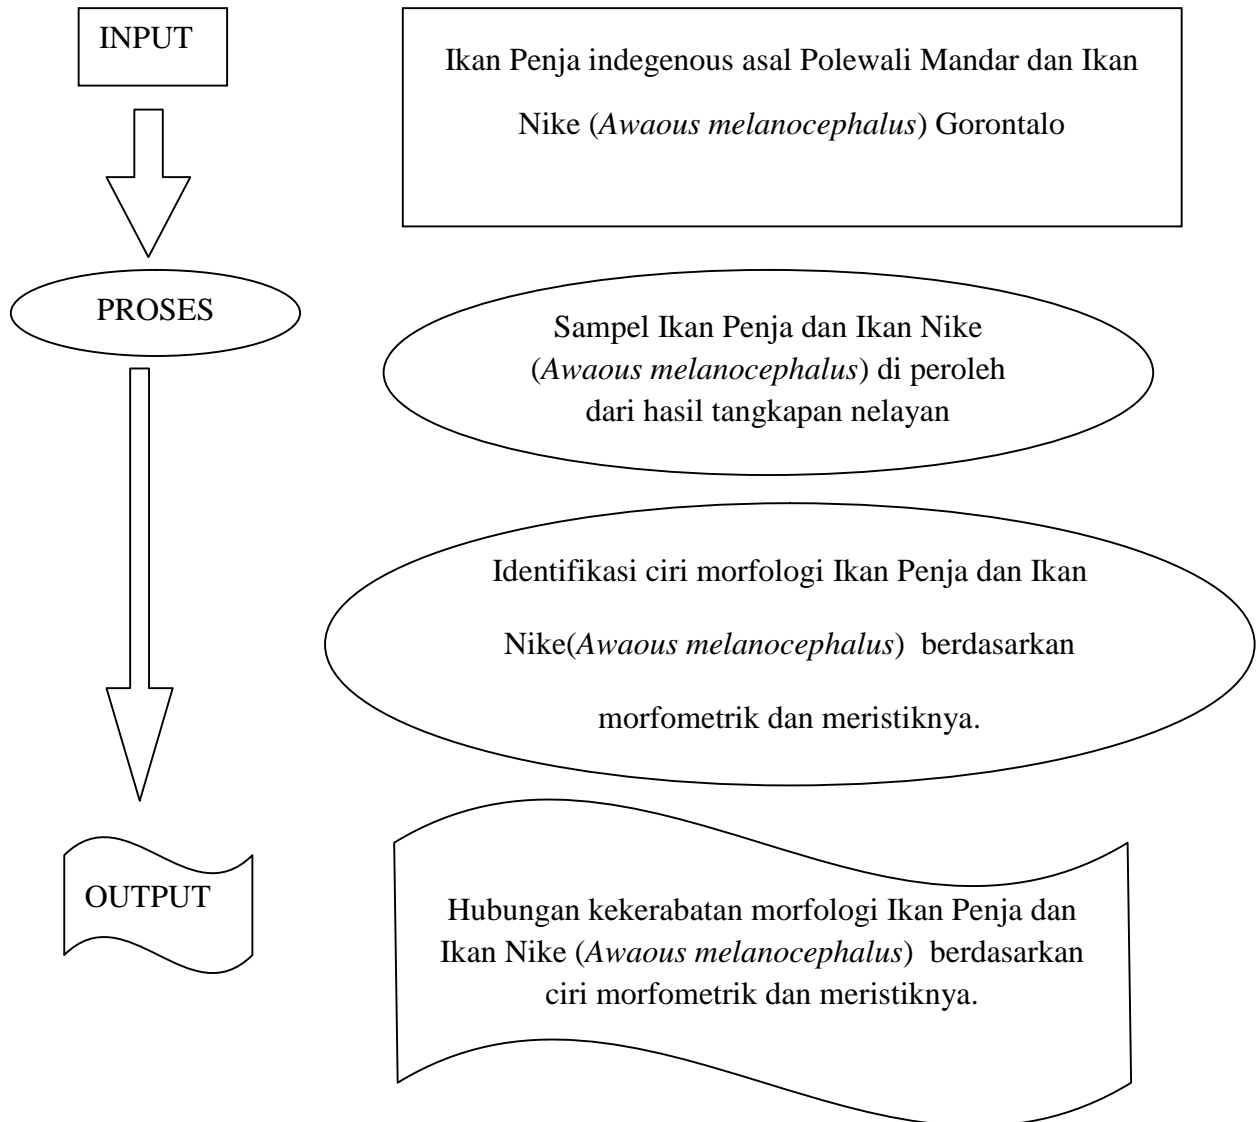 INPUT
Ikan Penja indegenous asal Polewali Mandar dan Ikan
Nike (Awaous melanocephalus) Gorontalo
PROSES
Sampel Ikan Penja dan Ikan Nike
(Awaous melanocephalus) di peroleh
dari hasil tangkapan nelayan
Identifikasi ciri morfologi Ikan Penja dan Ikan
Nike(Awaous melanocephalus) berdasarkan
morfometrik dan meristiknya.
OUTPUT
Hubungan kekerabatan morfologi Ikan Penja dan
Ikan Nike (Awaous melanocephalus) berdasarkan
ciri morfometrik dan meristiknya.